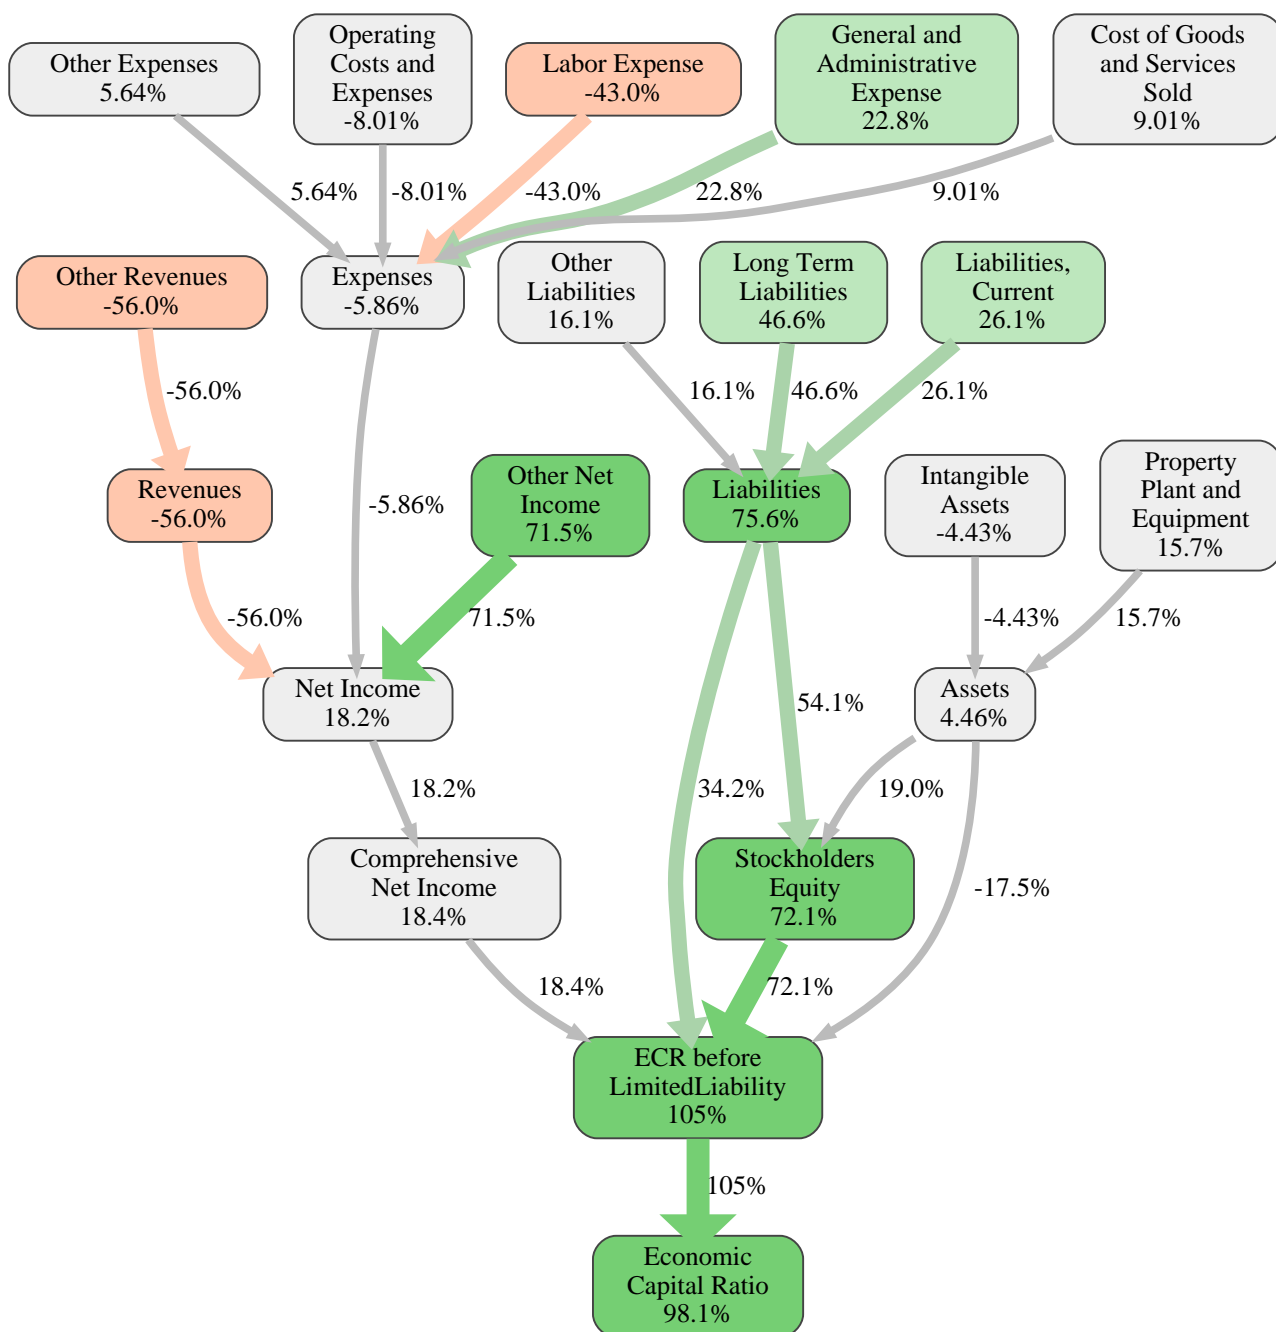 Other Expenses
5.64%
Operating
Costs and
Expenses
-8.01%
Labor Expense
-43.0%
General and
Administrative
Expense
22.8%
Cost of Goods
and Services
Sold
9.01%
5.64%
-8.01%
-43.0%
22.8%
9.01%
Other Revenues
-56.0%
Expenses
-5.86%
Other
Liabilities
16.1%
Long Term
Liabilities
46.6%
Liabilities,
Current
26.1%
-56.0%
16.1%
46.6%
26.1%
Revenues
-56.0%
-5.86%
Other Net
Income
71.5%
Liabilities
75.6%
Intangible
Assets
-4.43%
Property
Plant and
Equipment
15.7%
-56.0%
71.5%
-4.43%
15.7%
Net Income
18.2%
54.1%
Assets
4.46%
18.2%
34.2%
19.0%
Comprehensive
Net Income
18.4%
Stockholders
Equity
72.1%
-17.5%
18.4%
72.1%
ECR before
LimitedLiability
105%
105%
Economic
Capital Ratio
98.1%